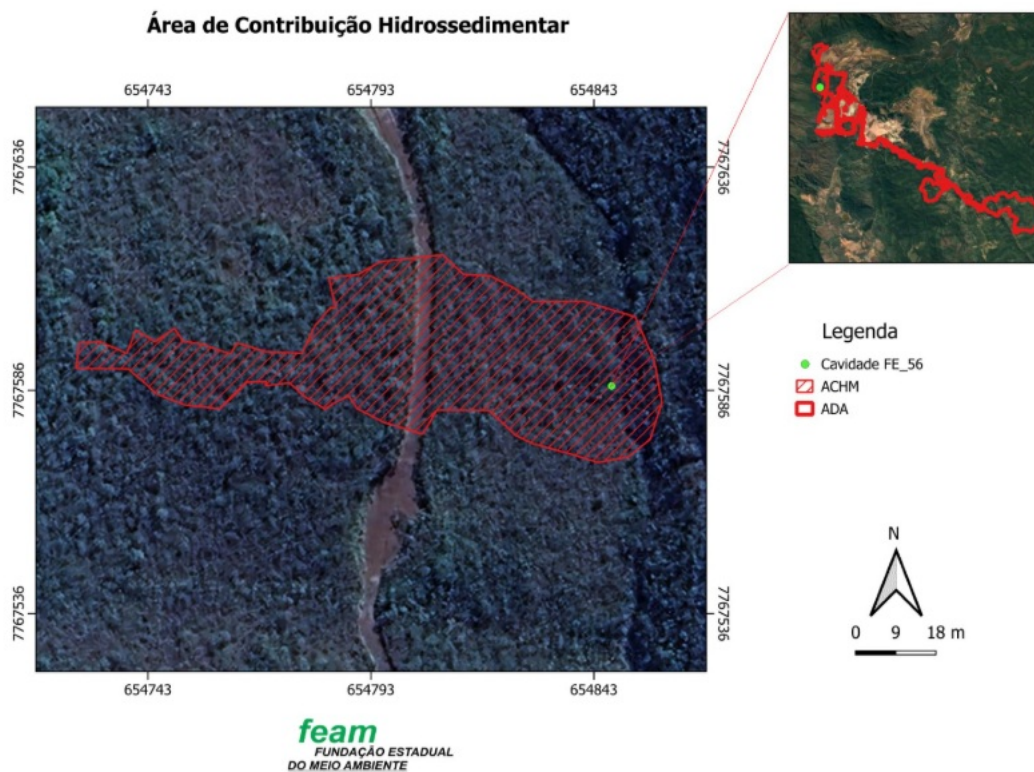 Área de Contribuição Hidrossedimentar
654743
654793
654843
7767636
7767636
7767586
7767586
7767536
7767536
654743
654793
654843
Legenda
Cavidade FE_56
ACHM
ADA
N
0 9 18 m
feam
FUNDAÇÃO ESTADUAL
DO MEIO AMBIENTE